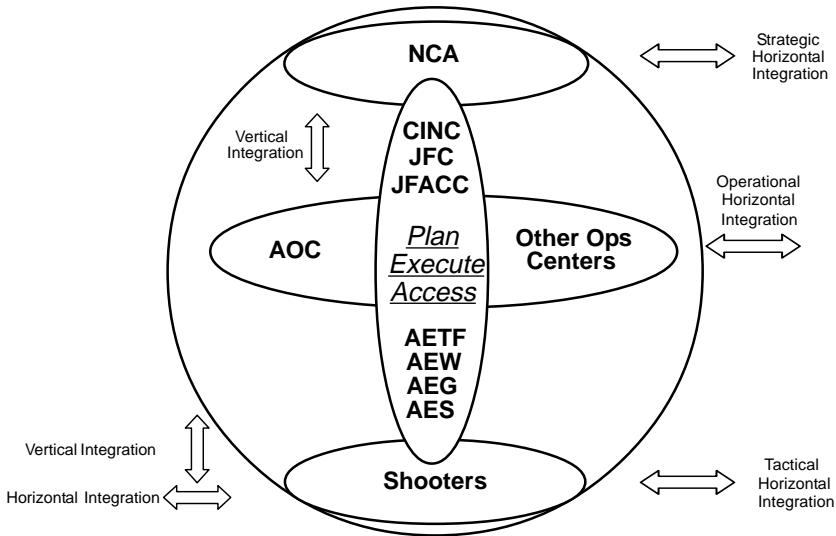 NCA
Strategic
Horizontal
Integration
Vertical
Integration
CINC
JFC
JFACC
Operational
Horizontal
Integration
AOC
Plan
Execute
Access
Other Ops
Centers
AETF
AEW
AEG
AES
Vertical Integration
Horizontal Integration
Shooters
Tactical
Horizontal
Integration